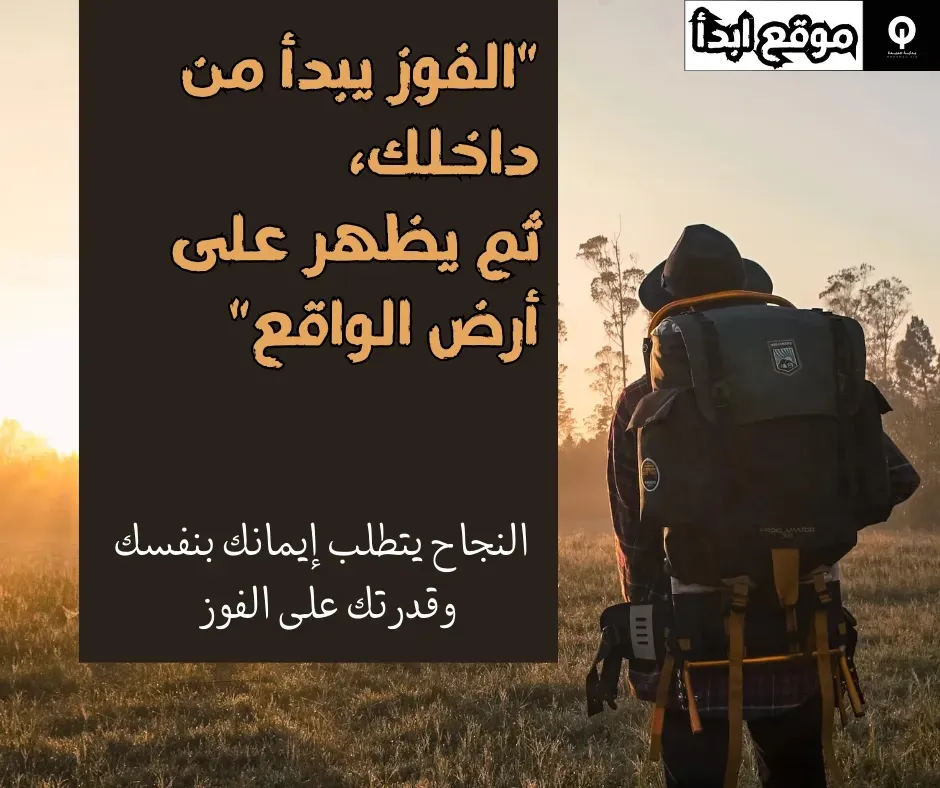 موقع ابدأ
"الفوز يبدأ من
داخلك،
ثم يظهر على
أرض الواقع"
النجاح يتطلب إيمانك بنفسك
وقدرتك على الفوز